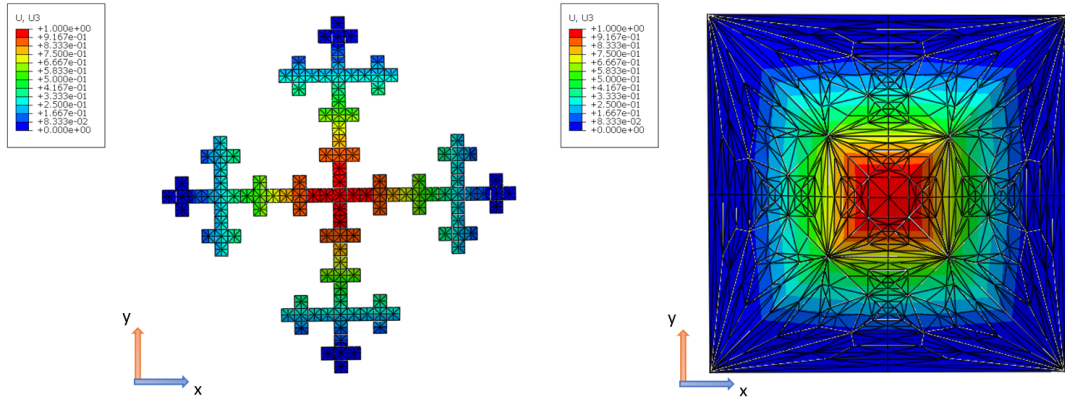 U, U3
+1.000e+00
+9.167e-01
+8.333e-01
+7.500e-01
+6.667e-01
+5.833e-01
+5.000e-01
+4.167e-01
+3.333e-01
+2.500e-01
+1.667e-01
+8.333e-02
+0.000e+00
y
x
U, U3
+1.000e+00
+9.167e-01
+8.333e-01
+7.500e-01
+6.667e-01
+5.833e-01
+5.000e-01
+4.167e-01
+3.333e-01
+2.500e-01
+1.667e-01
+8.333e-02
+0.000e+00
y
x